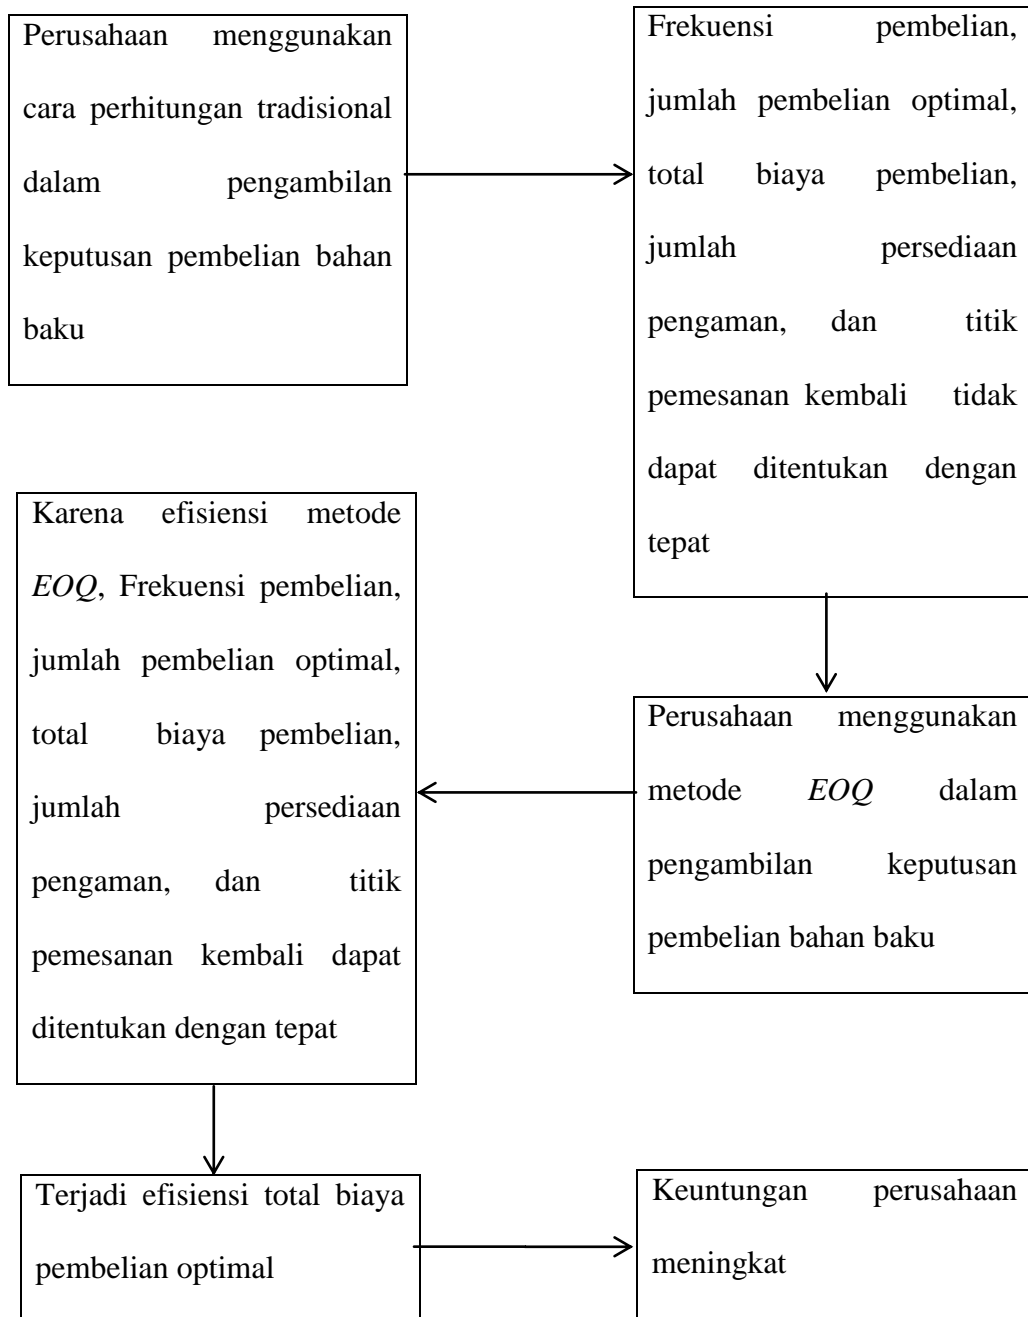 Perusahaan menggunakan
cara perhitungan tradisional
dalam pengambilan
keputusan pembelian bahan
baku
Frekuensi pembelian,
jumlah pembelian optimal,
total biaya pembelian,
jumlah persediaan
pengaman, dan titik
pemesanan kembali tidak
dapat ditentukan dengan
tepat
Perusahaan menggunakan
metode EOQ dalam
pengambilan keputusan
pembelian bahan baku
Karena efisiensi metode
EOQ, Frekuensi pembelian,
jumlah pembelian optimal,
total biaya pembelian,
jumlah persediaan
pengaman, dan titik
pemesanan kembali dapat
ditentukan dengan tepat
Terjadi efisiensi total biaya
pembelian optimal
Keuntungan perusahaan
meningkat